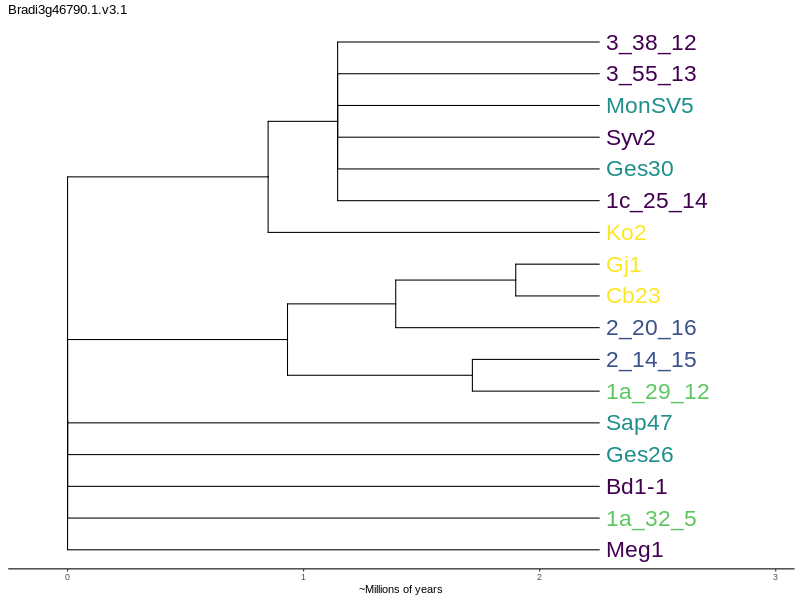 Bradi3g46790.1.v3.1
3_38_12
3_55_13
MonSV5
Syv2
Ges30
1c_25_14
Ko2
Gj1
Cb23
2_20_16
2_14_15
1a_29_12
Sap47
Ges26
Bd1-1
1a_32_5
Meg1
0 1 2 3
~Millions of years